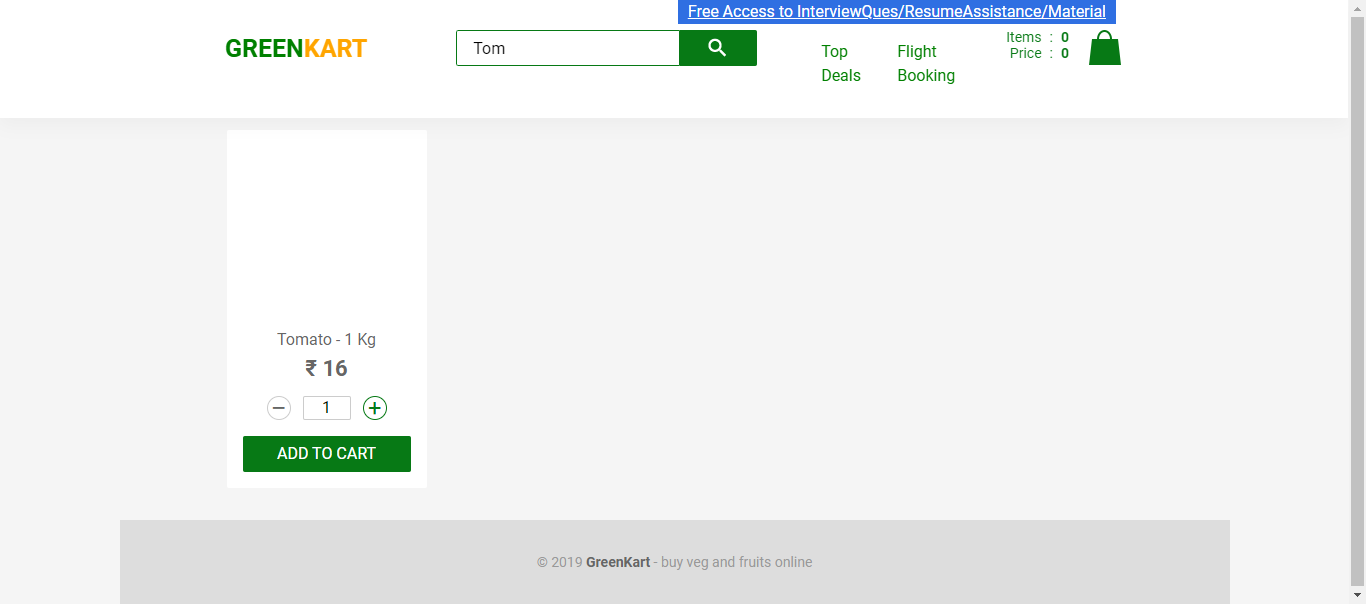 Free Access to InterviewQues/ResumeAssistance/Material
GREENKART
Tom
Top
Deals
Flight
Booking
Items : 0
Price : 0
Tomato - 1 Kg
₹ 16
1
ADD TO CART
© 2019 GreenKart - buy veg and fruits online